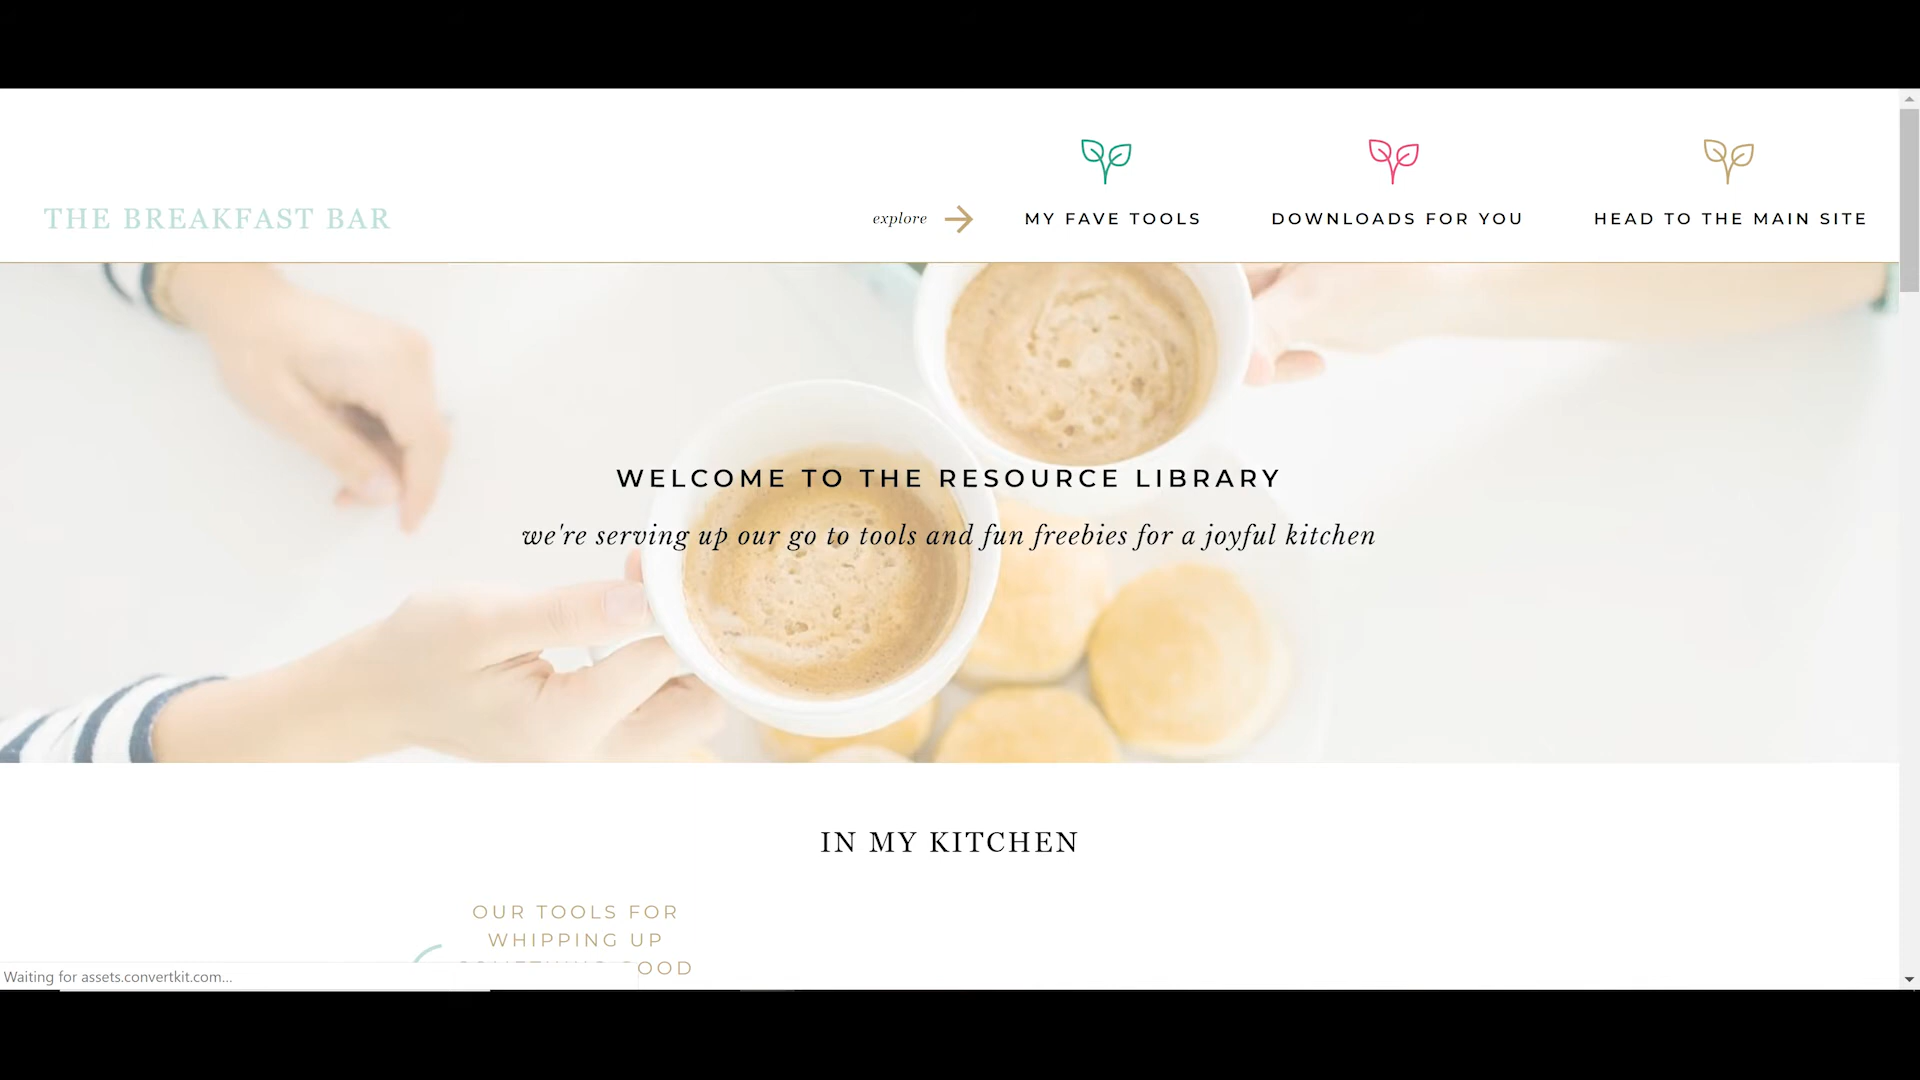 THE BREAKFAST BAR
explore
MY FAVE TOOLS
DOWNLOADS FOR YOU
HEAD TO THE MAIN SITE
WELCOME TO THE RESOURCE LIBRARY
we're serving up our go to tools and fun freebies for a joyful kitchen
IN MY KITCHEN
OUR TOOLS FOR
WHIPPING UP
Waiting for assets.convertkit.com...